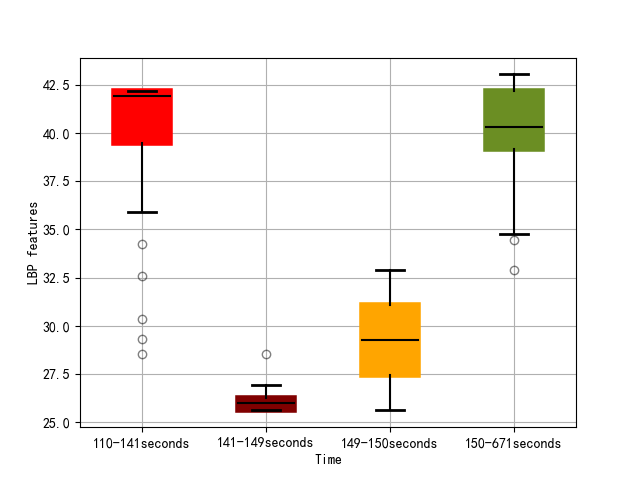 42.5
40.0
37.5
35.0
32.5
30.0
27.5
25.0
LBP features
110-141seconds
141-149seconds
149-150seconds
150-671seconds
Time